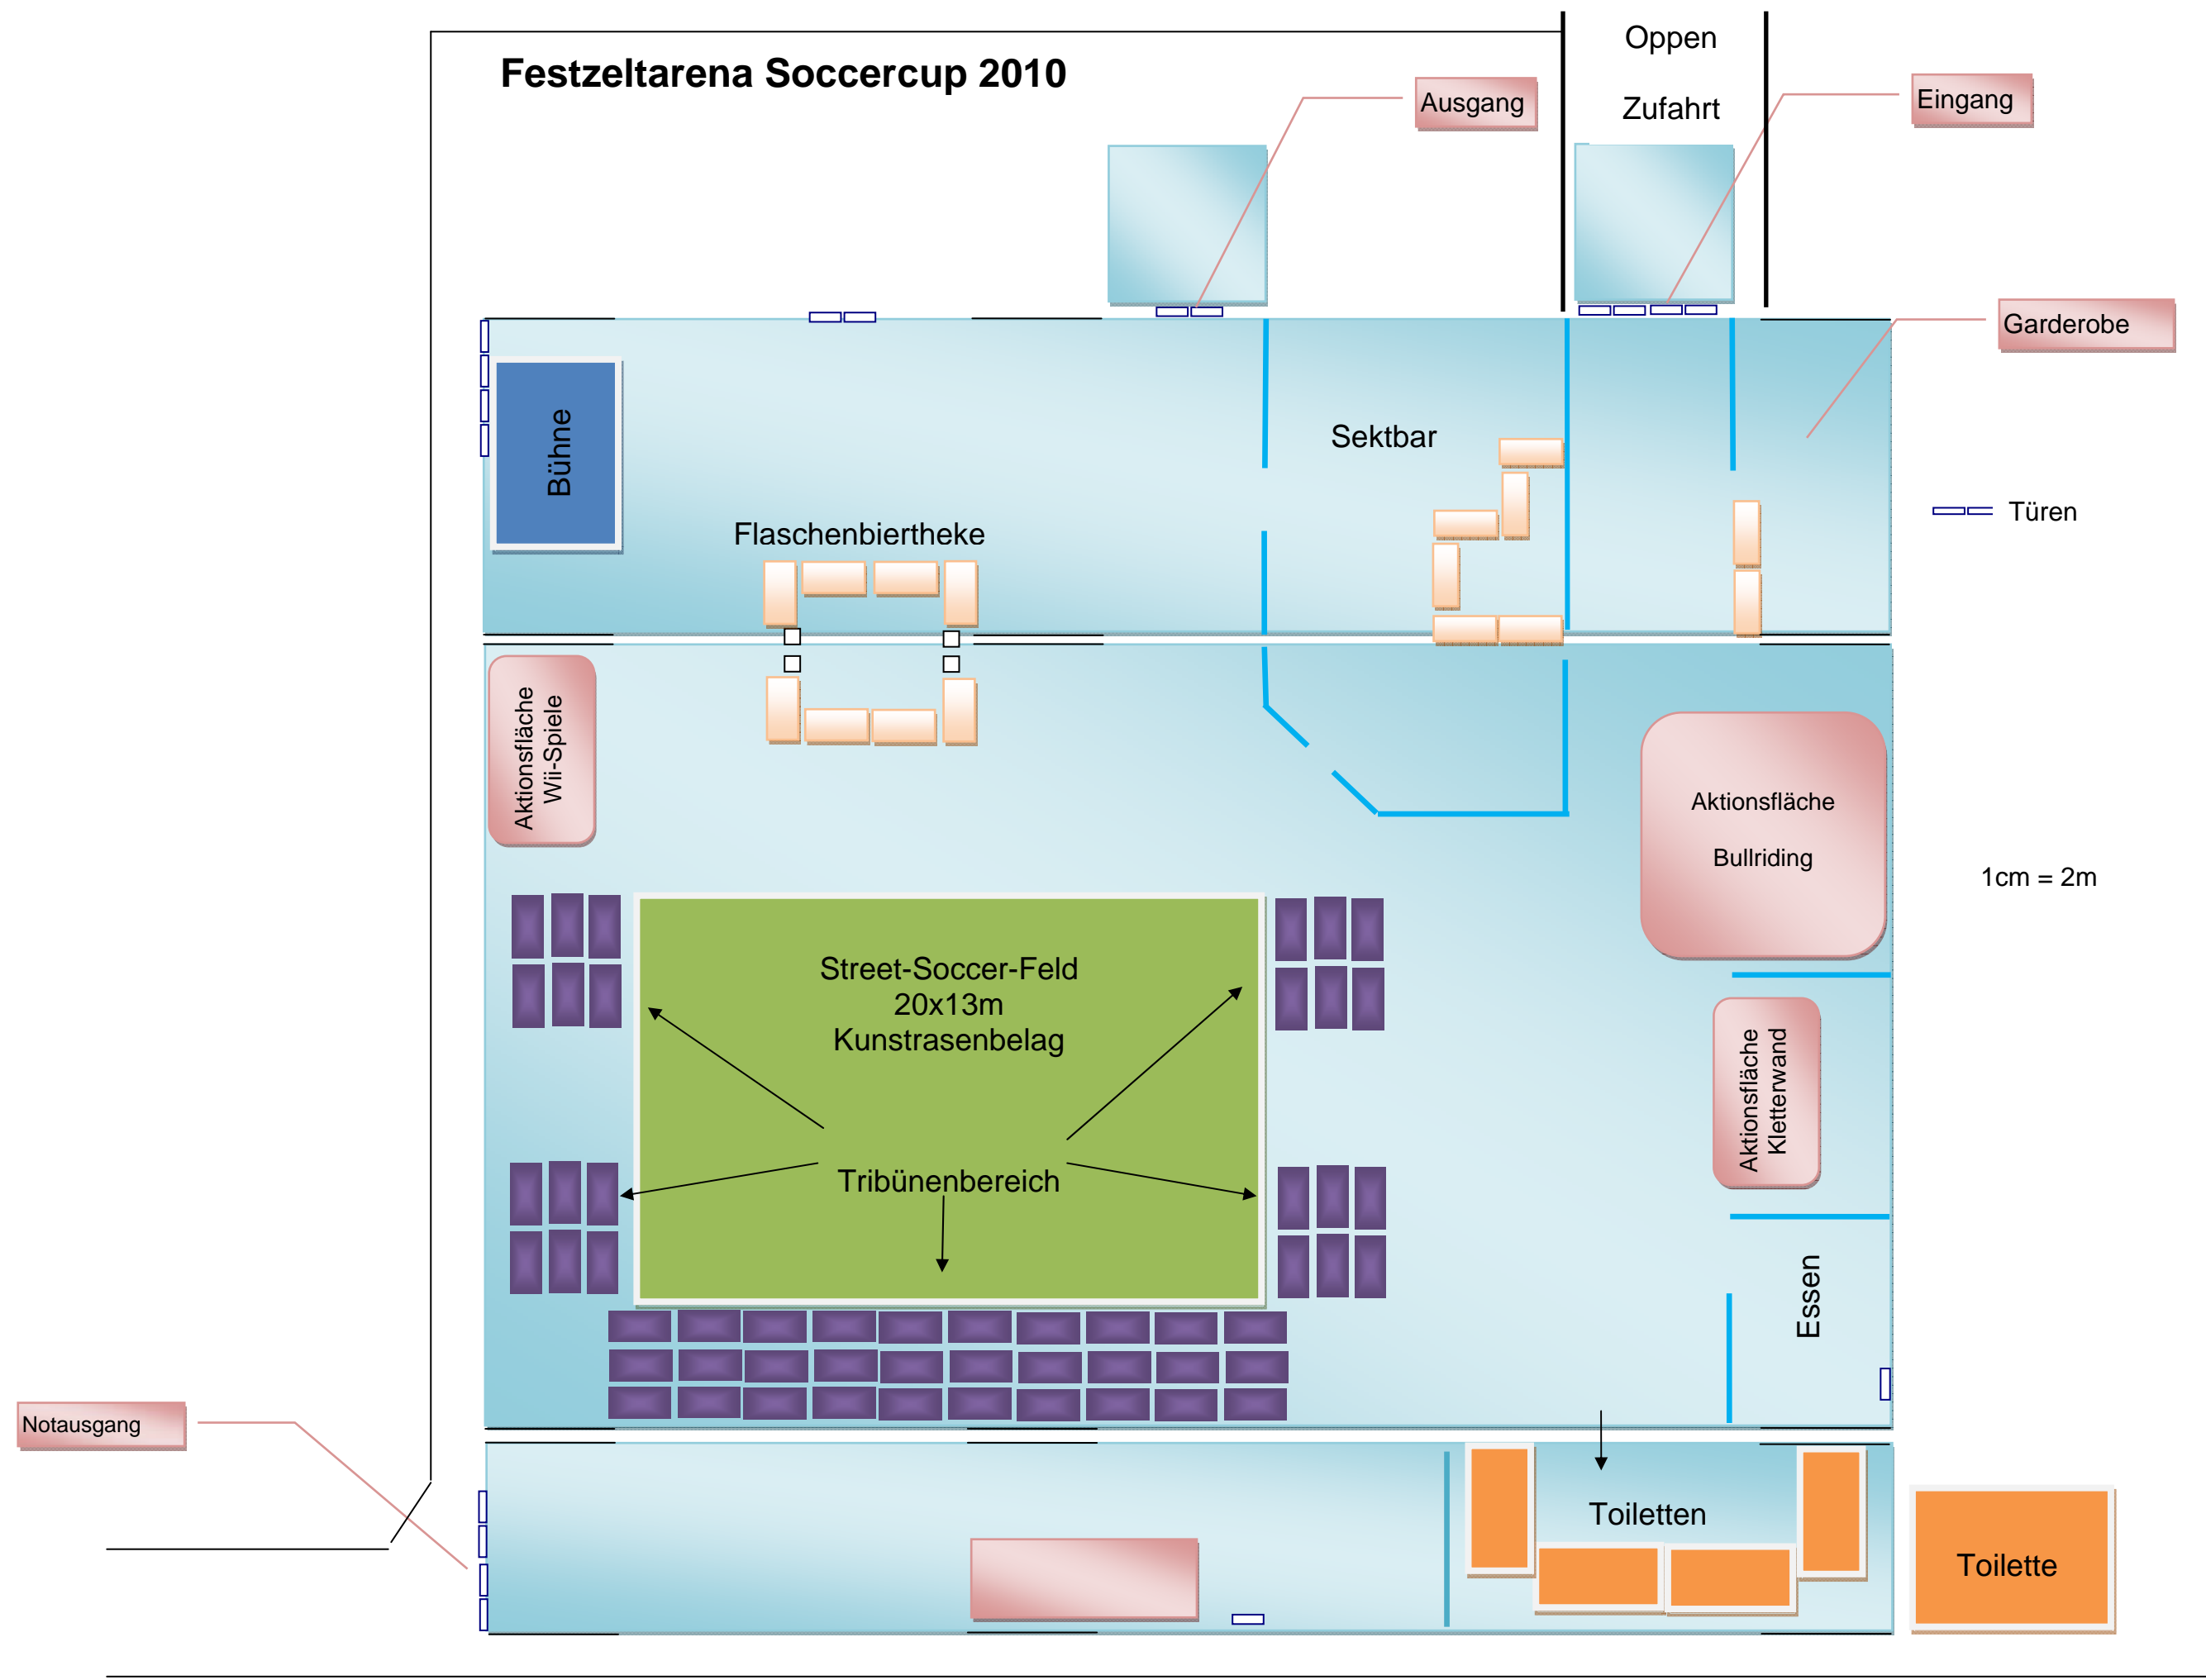 Oppen
Zufahrt
Festzeltarena Soccercup 2010
Ausgang
Eingang
Garderobe
Bühne
Sektbar
Türen
Flaschenbiertheke
Aktionsfläche
Wii-Spiele
Aktionsfläche
Bullriding
1cm = 2m
Street-Soccer-Feld
20x13m
Kunstrasenbelag
Aktionsfläche
Kletterwand
Tribünenbereich
Essen
Notausgang
Toiletten
Toilette